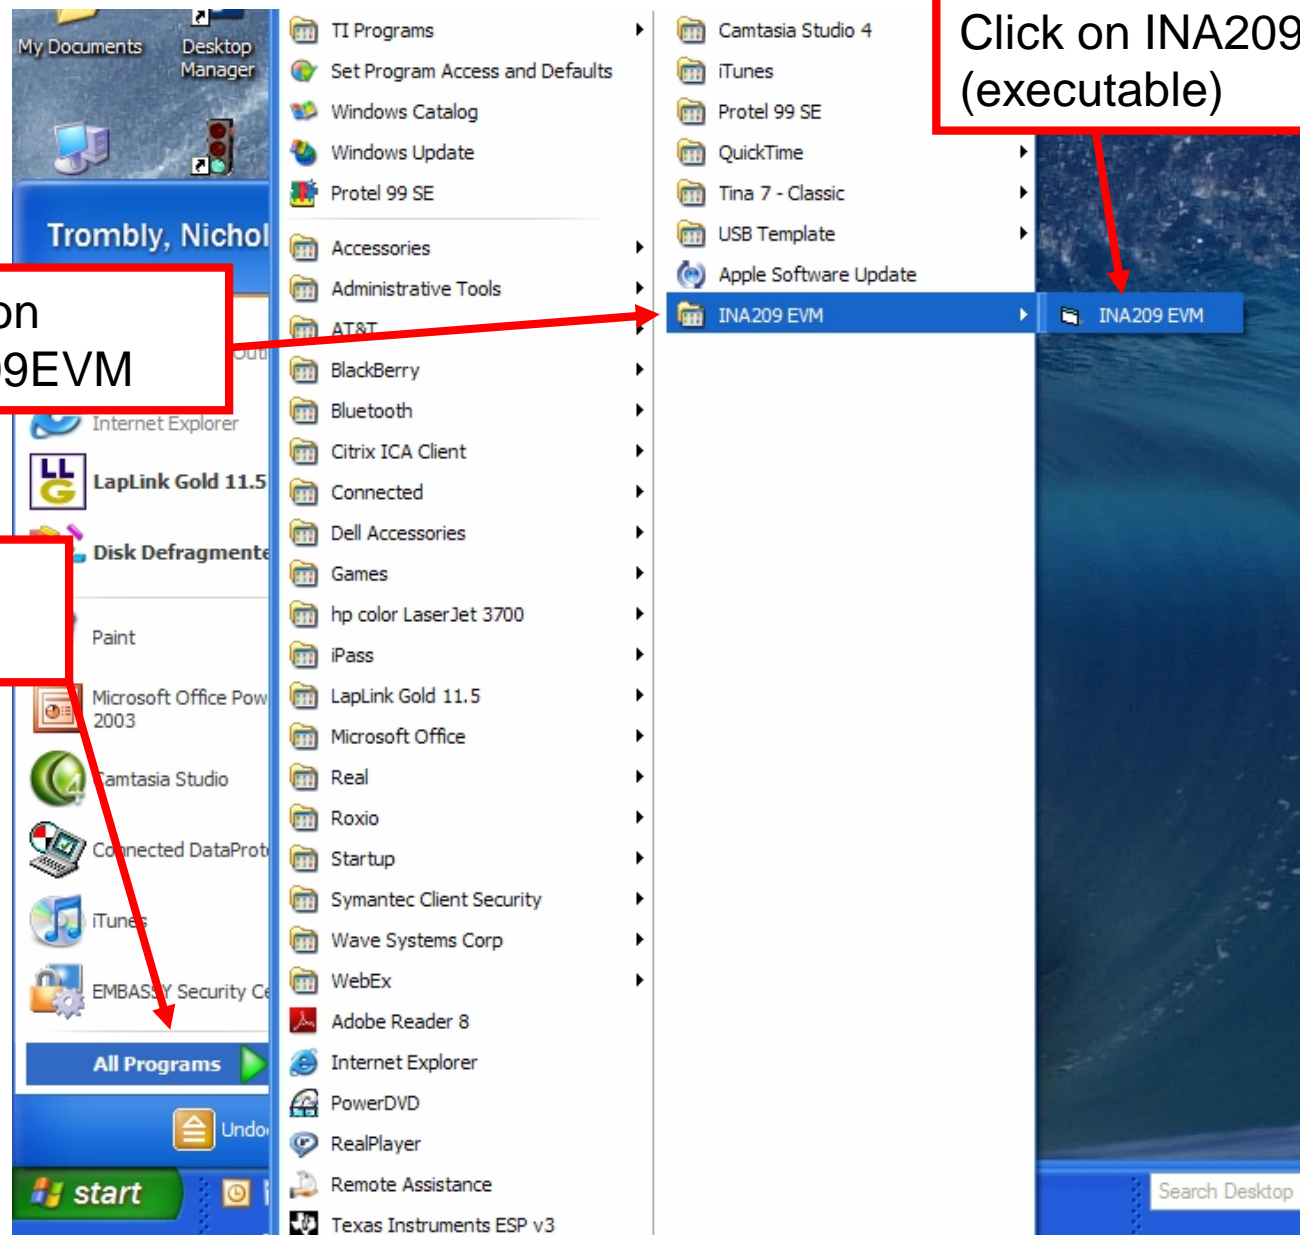 My Documents
Desktop
Manager
Trombly, Nichol
on
9EVM
Internet Explorer
LapLink Gold 11.5
Disk Defragmente
Paint
Microsoft Office Pow
2003
Camtasia Studio
Connected DataProte
iTunes
EMBASSY Security Ce
All Programs
Undo
start
TI Programs
Set Program Access and Defaults
Windows Catalog
Windows Update
Protel 99 SE
Accessories
Administrative Tools
AT&T
BlackBerry
Bluetooth
Citrix ICA Client
Connected
Dell Accessories
Games
hp color LaserJet 3700
iPass
LapLink Gold 11.5
Microsoft Office
Real
Roxio
Startup
Symantec Client Security
Wave Systems Corp
WebEx
Adobe Reader 8
Internet Explorer
PowerDVD
RealPlayer
Remote Assistance
Texas Instruments ESP v3
Camtasia Studio 4
iTunes
Protel 99 SE
QuickTime
Tina 7 - Classic
USB Template
Apple Software Update
INA209 EVM
Click on INA209
(executable)
INA209 EVM
Search Desktop